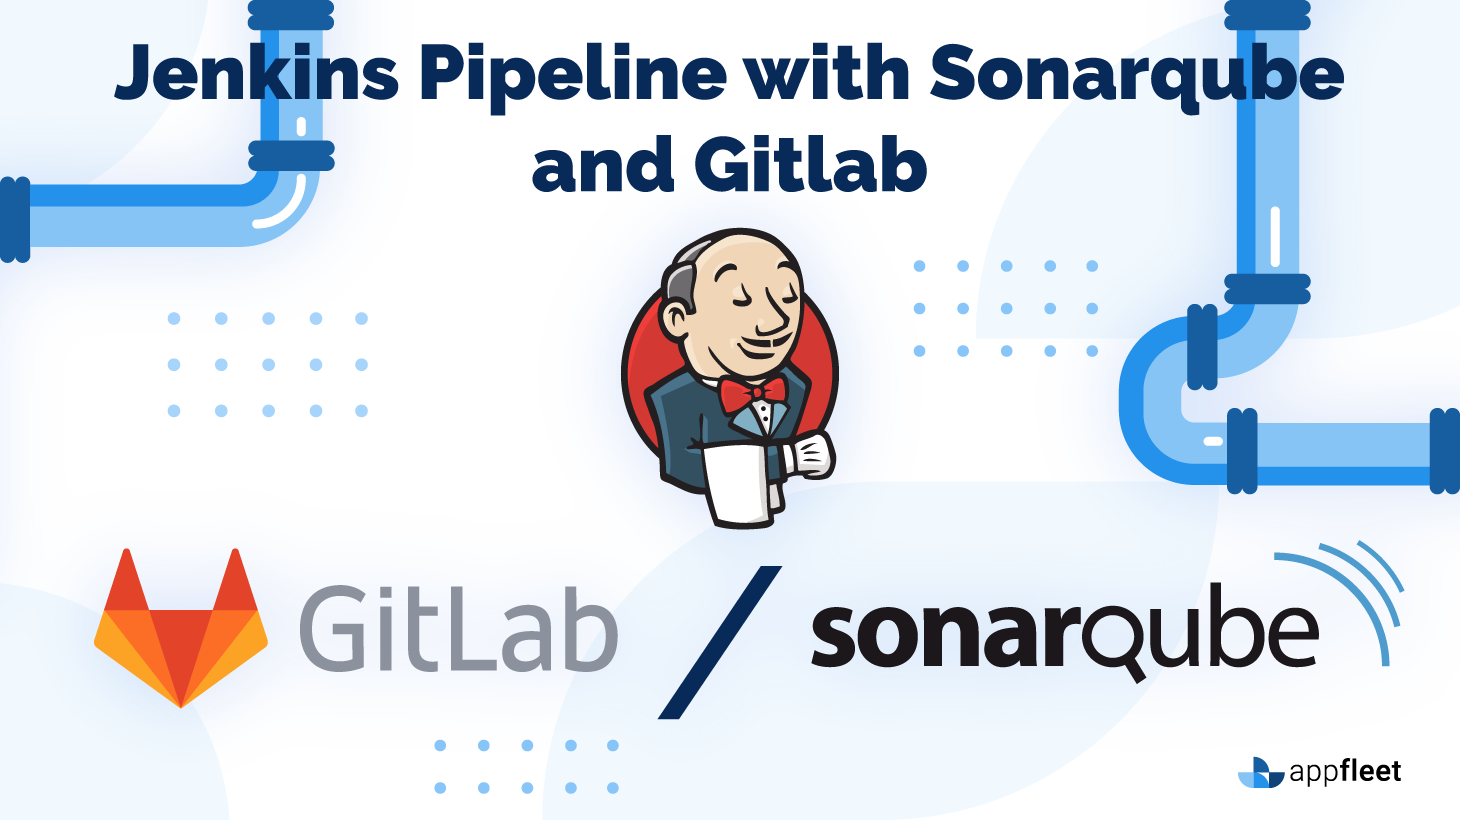 Jenkins Pipeline with Sonarqube
and Gitlab
GitLab
sonarqube
appfleet